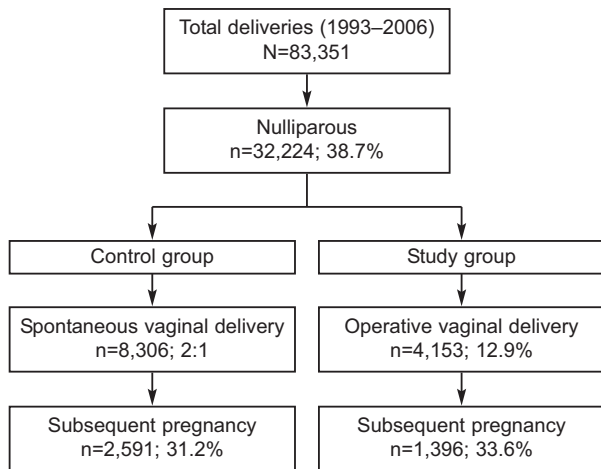 Total deliveries (1993–2006)
N=83,351
Nulliparous
n=32,224; 38.7%
Control group
Study group
Spontaneous vaginal delivery
n=8,306; 2:1
Operative vaginal delivery
n=4,153; 12.9%
Subsequent pregnancy
n=2,591; 31.2%
Subsequent pregnancy
n=1,396; 33.6%